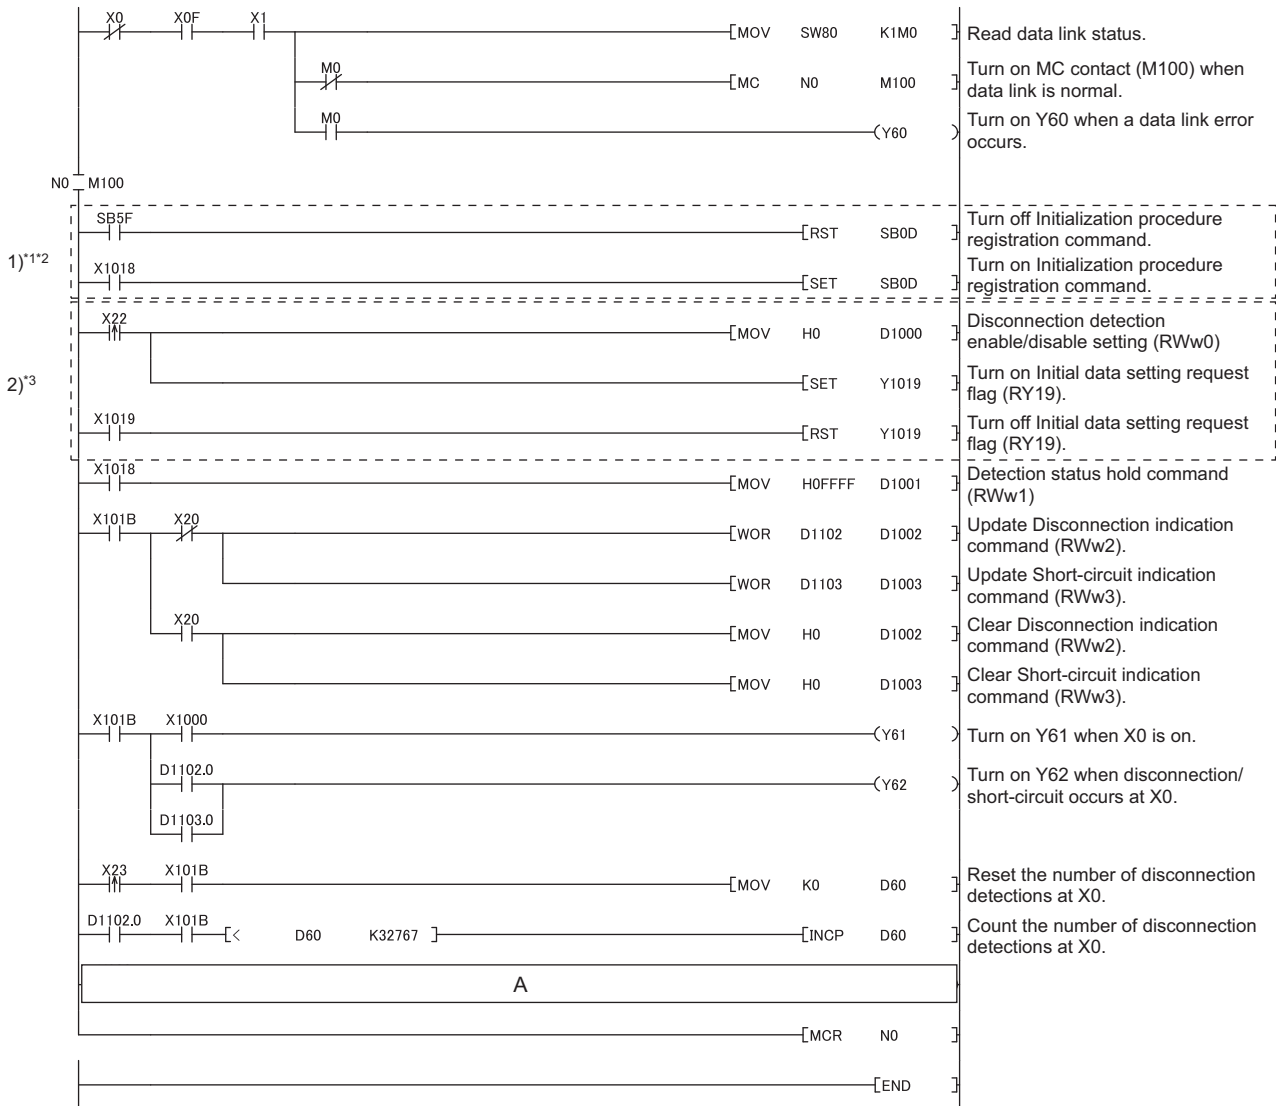 X0 X0F X1
[MOV SW80 K1M0 ] Read data link status.
M0
[MC N0 M100 ] Turn on MC contact (M100) when
data link is normal.
M0
(Y60 ) Turn on Y60 when a data link error
occurs.
N0 M100
1)*1*2
SB5F
[RST SB0D ] Turn off Initialization procedure
registration command.
X1018
[SET SB0D ] Turn on Initialization procedure
registration command.
2)*3
X22
[MOV H0 D1000 ] Disconnection detection
enable/disable setting (RWw0)
[SET Y1019 ] Turn on Initial data setting request
flag (RY19).
X1019
[RST Y1019 ] Turn off Initial data setting request
flag (RY19).
X1018
[MOV H0FFFF D1001 ] Detection status hold command
(RWw1)
X101B X20
[WOR D1102 D1002 ] Update Disconnection indication
command (RWw2).
[WOR D1103 D1003 ] Update Short-circuit indication
command (RWw3).
X20
[MOV H0 D1002 ] Clear Disconnection indication
command (RWw2).
[MOV H0 D1003 ] Clear Short-circuit indication
command (RWw3).
X101B X1000
(Y61 ) Turn on Y61 when X0 is on.
D1102.0
(Y62 ) Turn on Y62 when disconnection/
short-circuit occurs at X0.
D1103.0
X23 X101B
[MOV K0 D60 ] Reset the number of disconnection
detections at X0.
D1102.0 X101B
[< D60 K32767 ] [INCP D60 ] Count the number of disconnection
detections at X0.
A
[MCR N0 ]
[END ]